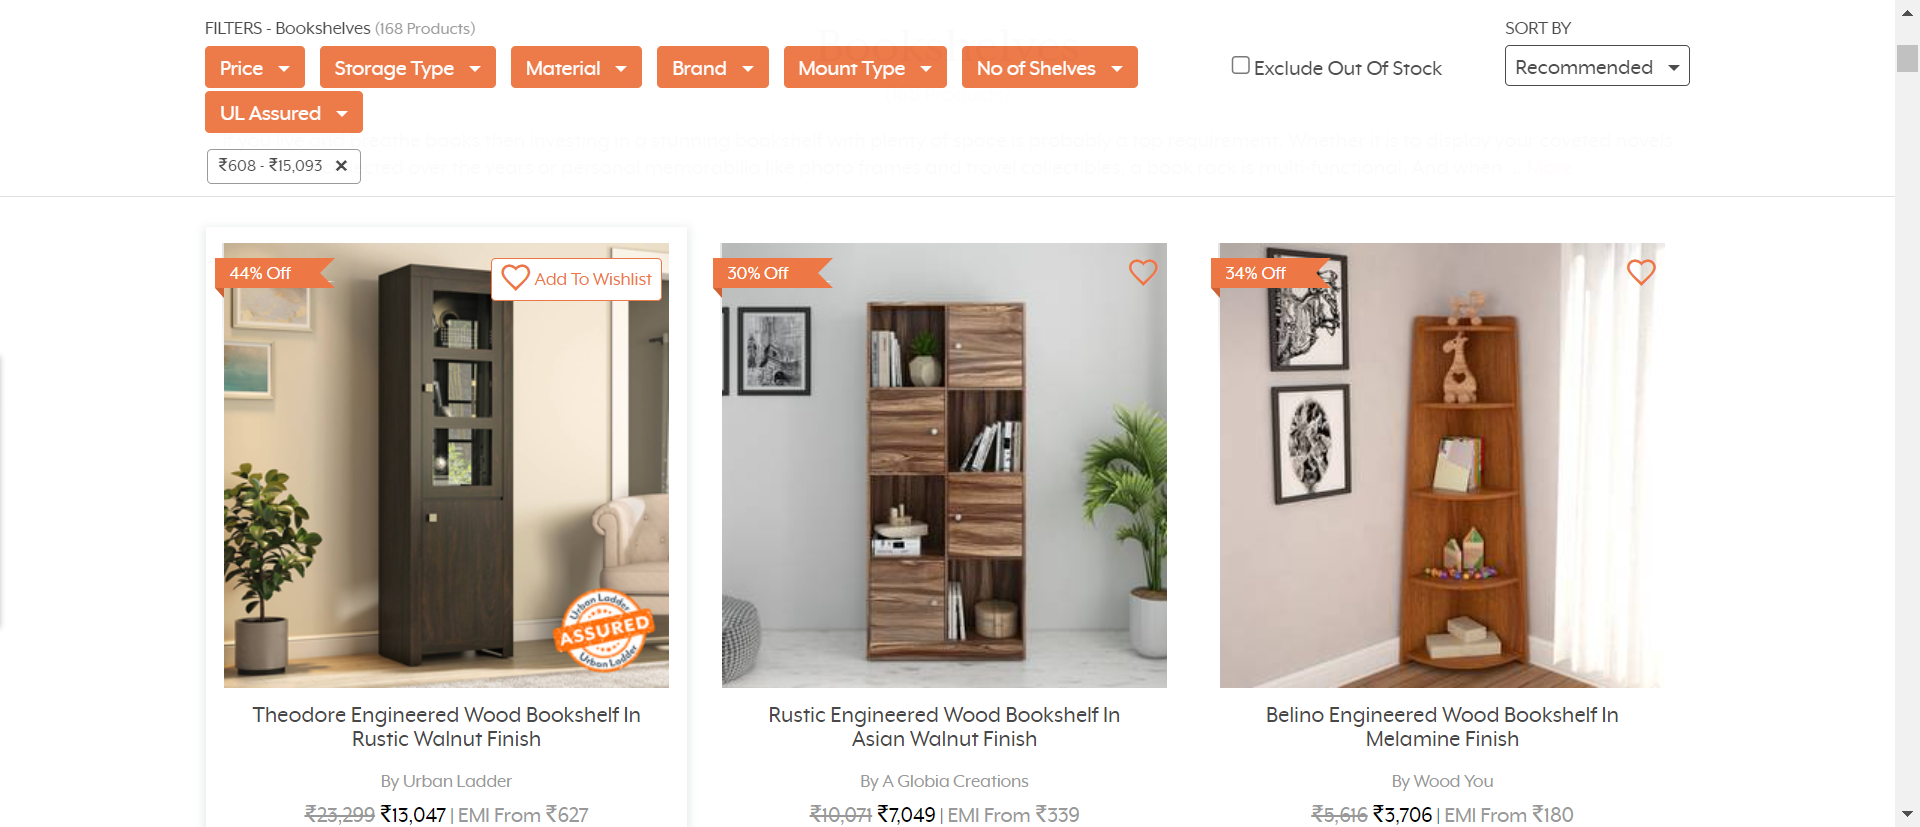 FILTERS - Bookshelves (168 Products)
SORT BY
Price
Storage Type
Material
Brand
Mount Type
No of Shelves
Exclude Out Of Stock
Recommended
UL Assured
₹608 - ₹15,093 ✕
44% Off
Add To Wishlist
30% Off
34% Off
Urban Ladder
ASSURED
Urban Ladder
Theodore Engineered Wood Bookshelf In
Rustic Walnut Finish
By Urban Ladder
₹23,299 ₹13,047 | EMI From ₹627
Rustic Engineered Wood Bookshelf In
Asian Walnut Finish
By A Globia Creations
₹10,071 ₹7,049 | EMI From ₹339
Belino Engineered Wood Bookshelf In
Melamine Finish
By Wood You
₹5,616 ₹3,706 | EMI From ₹180